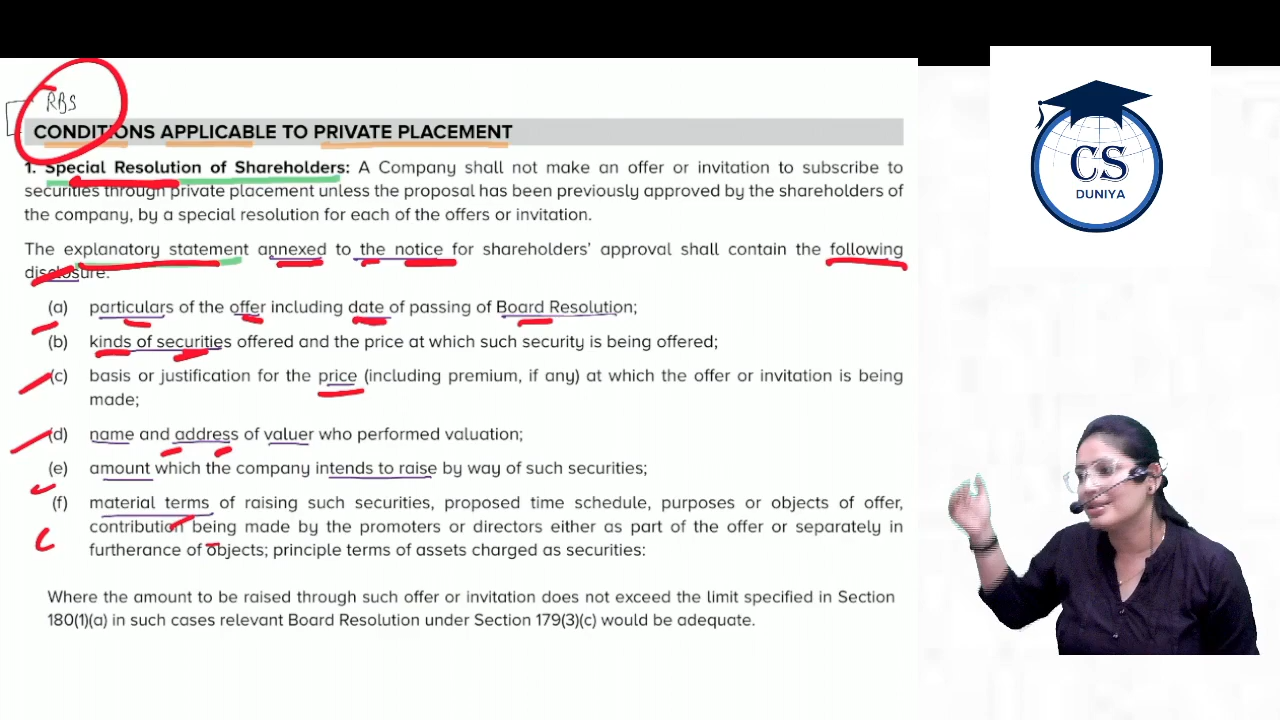 RBS
CONDITIONS APPLICABLE TO PRIVATE PLACEMENT
1. Special Resolution of Shareholders: A Company shall not make an offer or invitation to subscribe to
securities through private placement unless the proposal has been previously approved by the shareholders of
the company, by a special resolution for each of the offers or invitation.
The explanatory statement annexed to the notice for shareholders' approval shall contain the following
disclosure:
(a) particulars of the offer including date of passing of Board Resolution;
(b) kinds of securities offered and the price at which such security is being offered;
(c) basis or justification for the price (including premium, if any) at which the offer or invitation is being
made;
(d) name and address of valuer who performed valuation;
(e) amount which the company intends to raise by way of such securities;
(f) material terms of raising such securities, proposed time schedule, purposes or objects of offer,
contribution being made by the promoters or directors either as part of the offer or separately in
furtherance of objects; principle terms of assets charged as securities:
Where the amount to be raised through such offer or invitation does not exceed the limit specified in Section
180(1)(a) in such cases relevant Board Resolution under Section 179(3)(c) would be adequate.
CS
DUNIYA